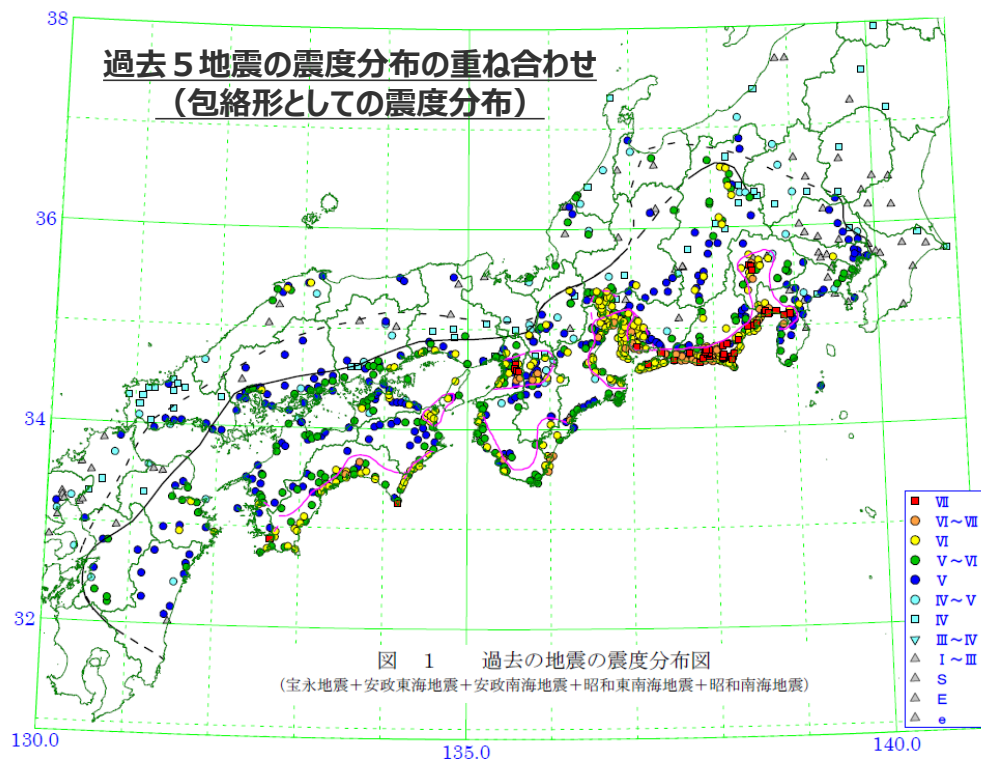 過去５地震の震度分布の重ね合わせ
（包絡形としての震度分布）
38
36
34
32
130.0
135.0
140.0
Ⅶ
Ⅵ～Ⅶ
Ⅵ
Ⅴ～Ⅵ
Ⅴ
Ⅳ～Ⅴ
Ⅳ
Ⅲ～Ⅳ
Ｉ～Ⅲ
S
E
e
図　1　　過去の地震の震度分布図
（宝永地震＋安政東海地震＋安政南海地震＋昭和東南海地震＋昭和南海地震）